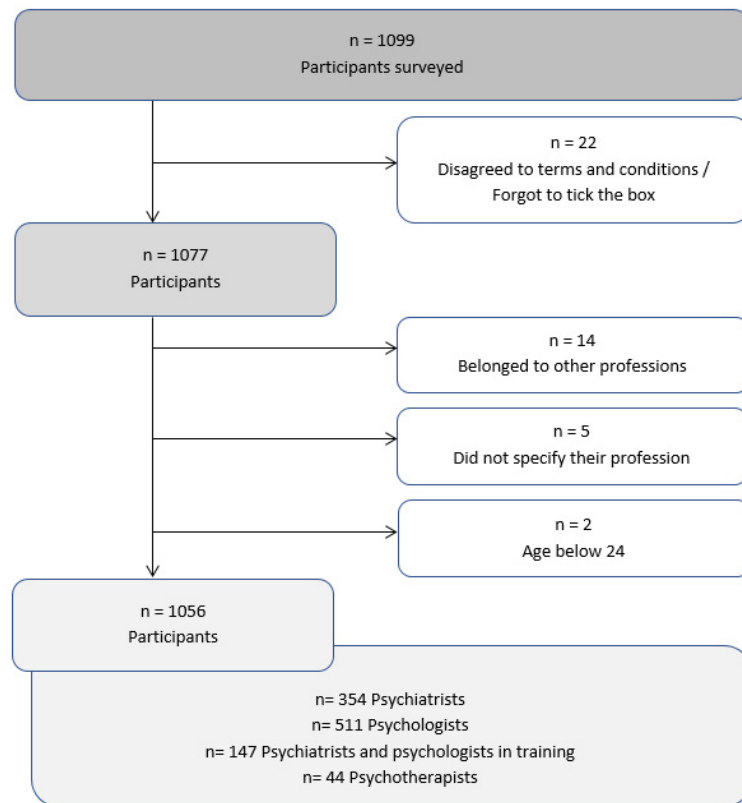 n = 1099
Participants surveyed
n = 22
Disagreed to terms and conditions /
Forgot to tick the box
n = 1077
Participants
n = 14
Belonged to other professions
n = 5
Did not specify their profession
n = 2
Age below 24
n = 1056
Participants
n= 354 Psychiatrists
n= 511 Psychologists
n= 147 Psychiatrists and psychologists in training
n= 44 Psychotherapists